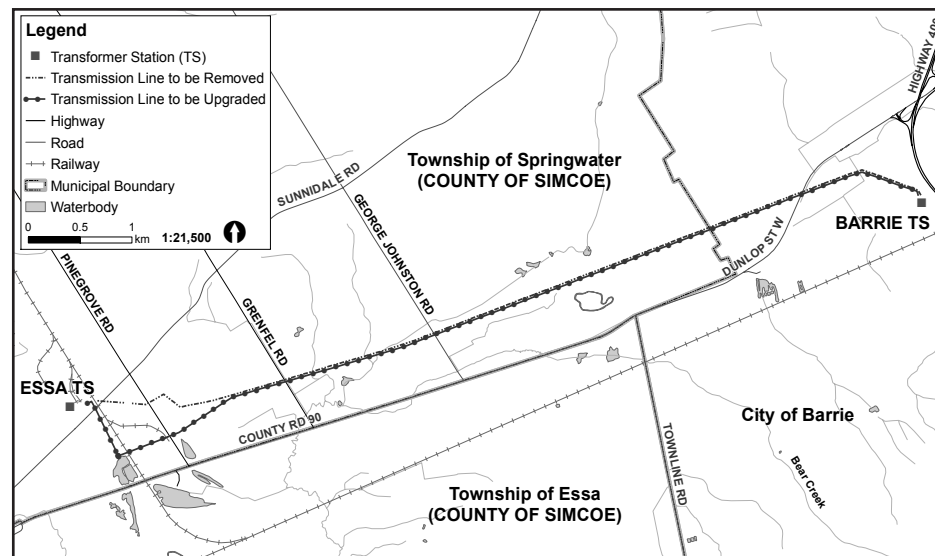 Legend
Transformer Station (TS)
Transmission Line to be Removed
Transmission Line to be Upgraded
Highway
Road
Railway
Municipal Boundary
Waterbody
0 0.5 1
km
1:21,500
HIGHWAY 400
SUNNIDALE RD
Township of Springwater
(COUNTY OF SIMCOE)
GEORGE JOHNSTON RD
BARRIE TS
DUNLOP ST W
PINEGROVE RD
GRENFEL RD
ESSA TS
COUNTY RD 90
City of Barrie
TOWNLINE RD
Bear Creek
Township of Essa
(COUNTY OF SIMCOE)